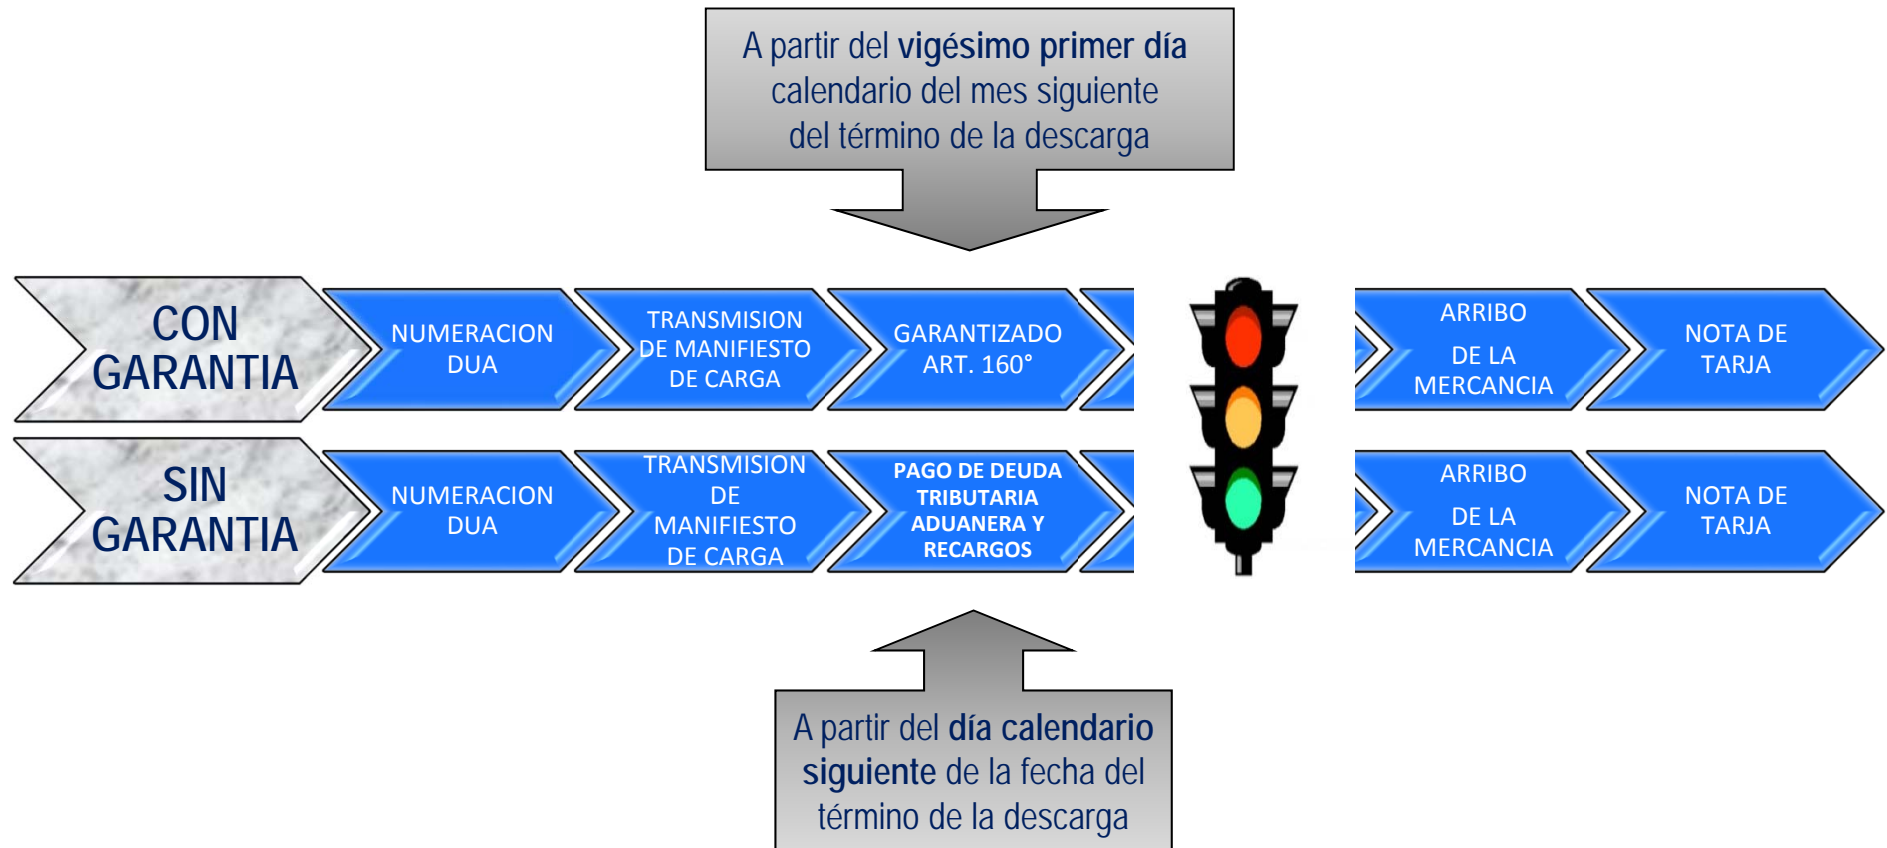 A partir del vigésimo primer día
calendario del mes siguiente
del término de la descarga
CON
GARANTIA
NUMERACION
DUA
TRANSMISION
DE MANIFIESTO
DE CARGA
GARANTIZADO
ART. 160°
ARRIBO
DE LA
MERCANCIA
NOTA DE
TARJA
SIN
GARANTIA
NUMERACION
DUA
TRANSMISION
DE
MANIFIESTO
DE CARGA
PAGO DE DEUDA
TRIBUTARIA
ADUANERA Y
RECARGOS
ARRIBO
DE LA
MERCANCIA
NOTA DE
TARJA
A partir del día calendario
siguiente de la fecha del
término de la descarga